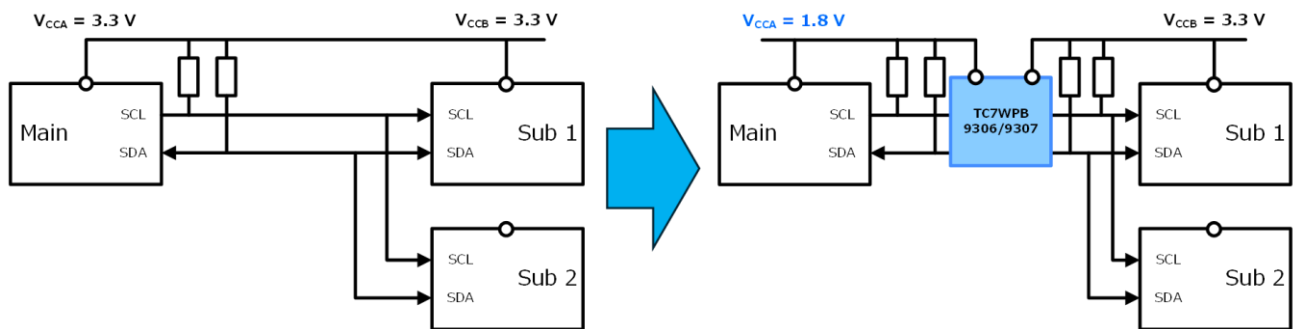 VCCA = 3.3 V
VCCB = 3.3 V
Main
SCL
SDA
SCL
SDA
Sub 1
SCL
SDA
Sub 2
VCCA = 1.8 V
VCCB = 3.3 V
Main
SCL
SDA
TC7WPB
9306/9307
SCL
SDA
Sub 1
SCL
SDA
Sub 2